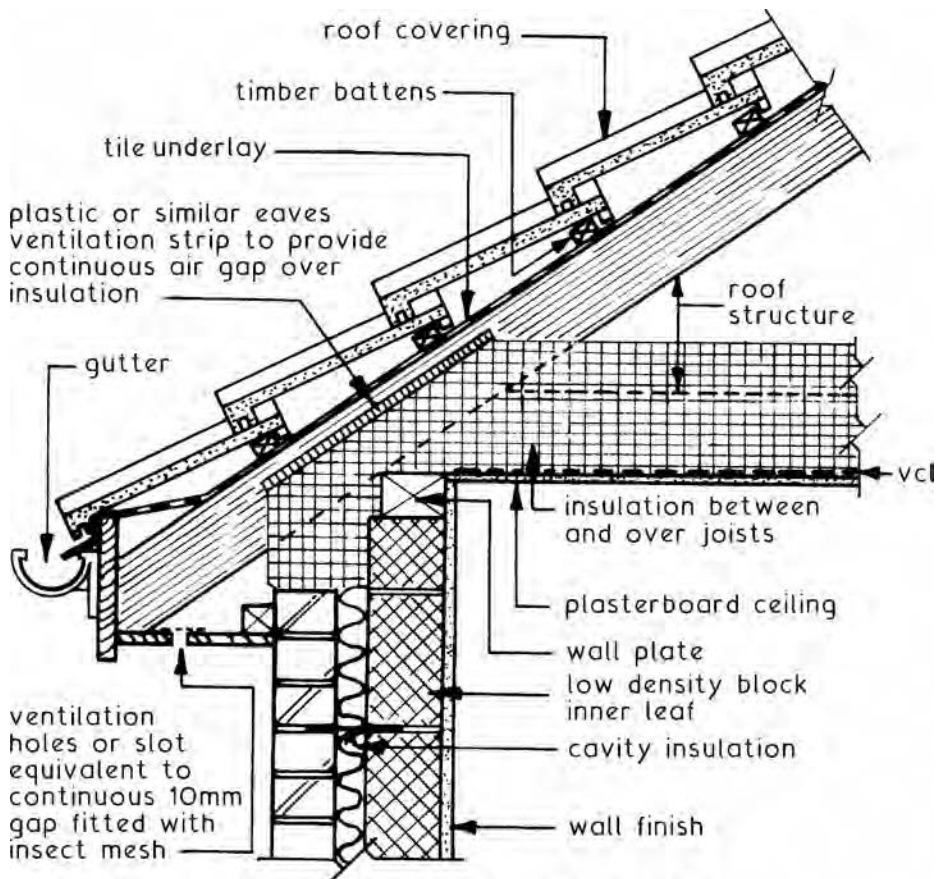 roof covering
timber battens
tile underlay
plastic or similar eaves
ventilation strip to provide
continuous air gap over
insulation
roof
structure
gutter
vcl
insulation between
and over joists
plasterboard ceiling
wall plate
low density block
inner leaf
cavity insulation
wall finish
ventilation
holes or slot
equivalent to
continuous 10mm
gap fitted with
insect mesh